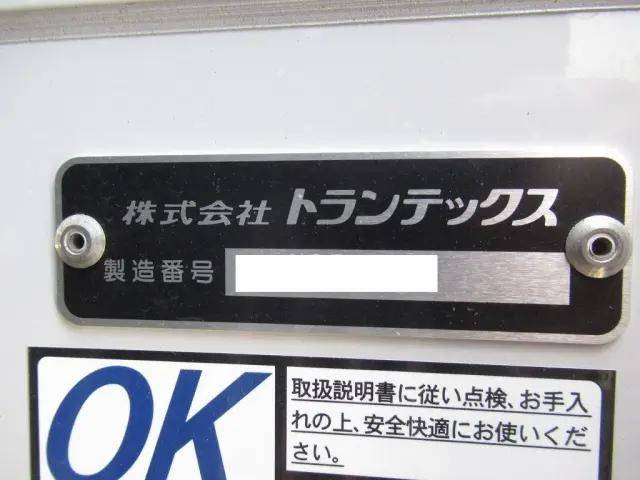 株式会社 トランテックス
製造番号
OK
取扱説明書に従い点検、お手入
れの上、安全快適にお使いくだ
さい。